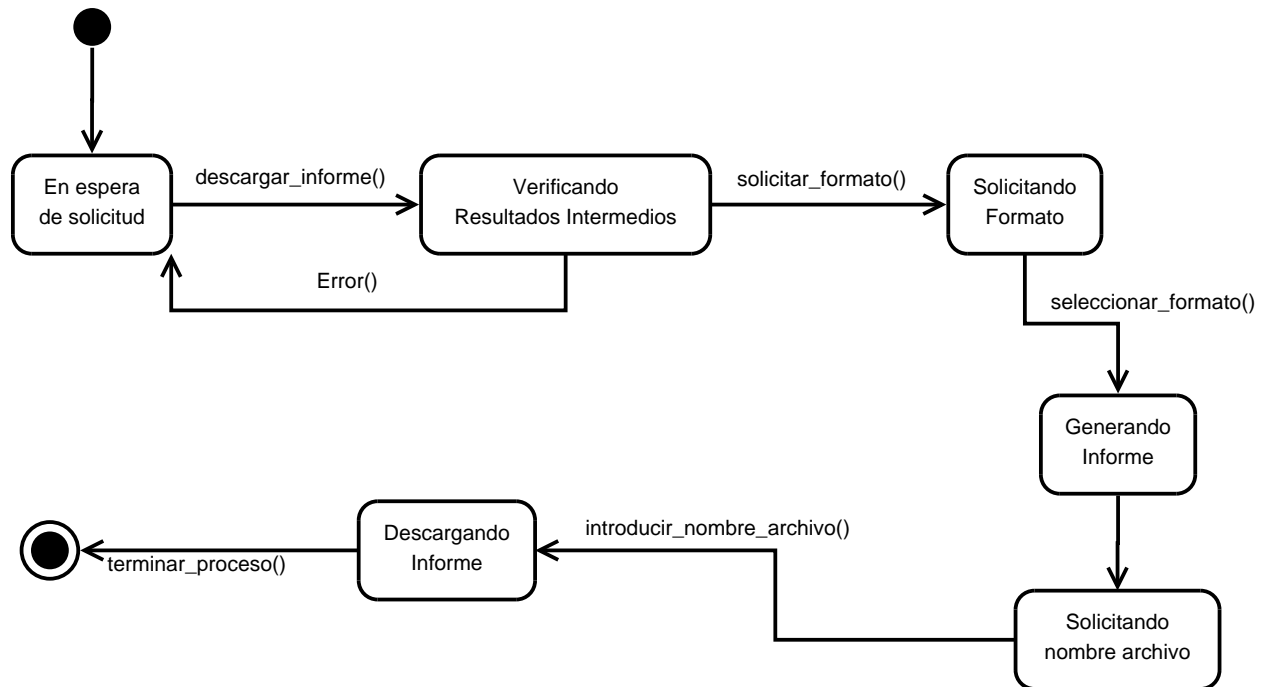 En espera
de solicitud
descargar_informe()
Verificando
Resultados Intermedios
solicitar_formato()
Solicitando
Formato
Error()
seleccionar_formato()
Generando
Informe
Solicitando
nombre archivo
introducir_nombre_archivo()
Descargando
Informe
terminar_proceso()